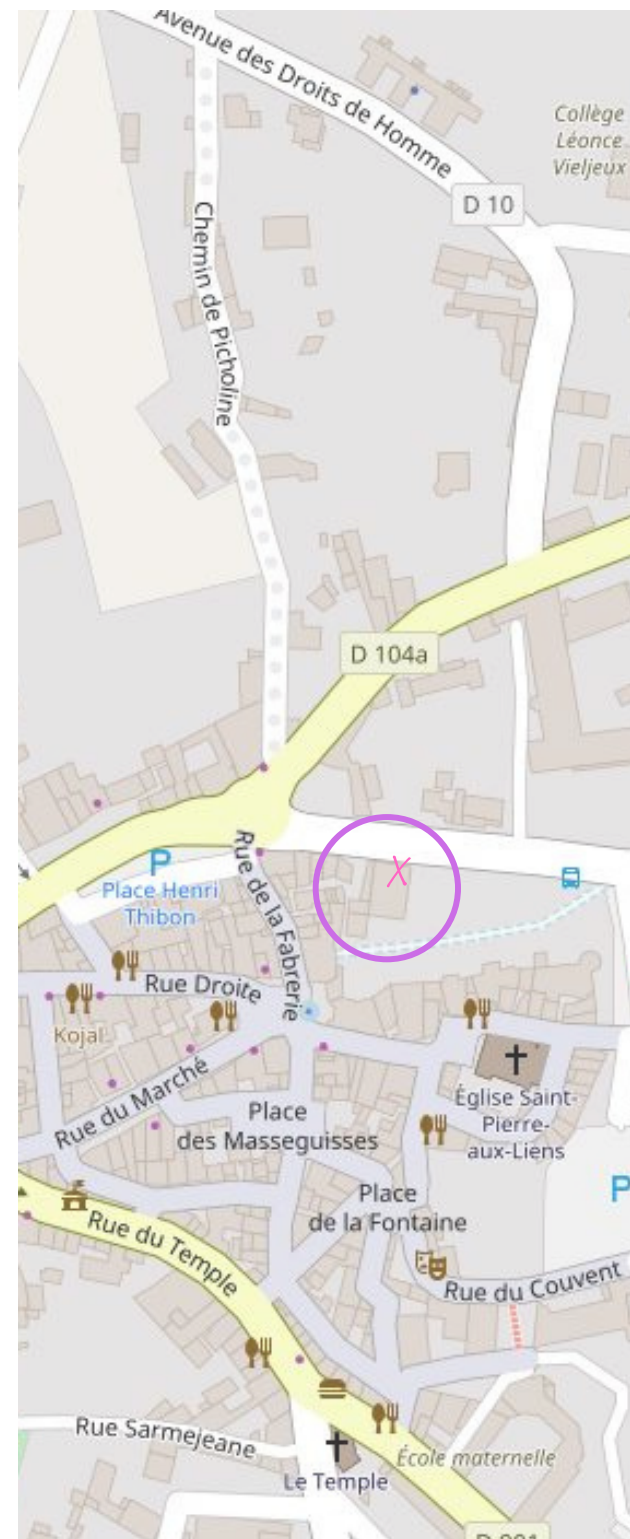 Avenue des Droits de Homme
Collège
Léonce
Vieljeux
D 10
Chemin de Picholine
D 104a
P
Place Henri
Thibon
Rue de la Fabrerie
Rue Droite
Kojal
Rue du Marché
Place
des Masseguisses
Église Saint-
Pierre-
aux-Liens
P
Place
de la Fontaine
Rue du Temple
Rue du Couvent
Rue Sarmejeane
Le Temple
École maternelle
X